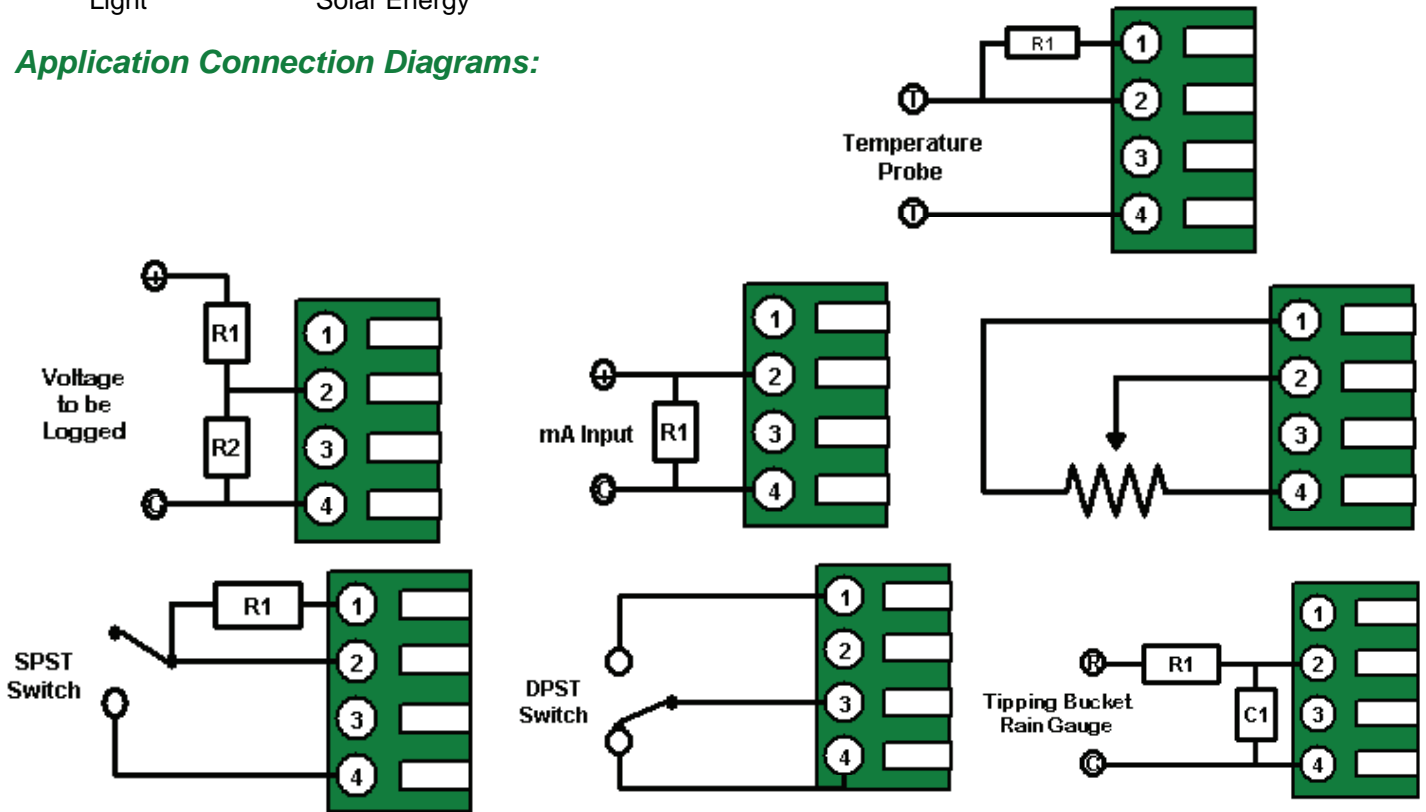 Light Solar Energy
Application Connection Diagrams:
R1
1
T
2
Temperature
Probe
3
T
4
+
R1
1
Voltage
to be
Logged
2
R2
3
C
4
1
+
2
mA Input
R1
3
C
4
1
2
3
4
R1
1
SPST
Switch
2
3
4
1
2
DPST
Switch
3
4
1
R
R1
2
Tipping Bucket
Rain Gauge
C1
3
C
4